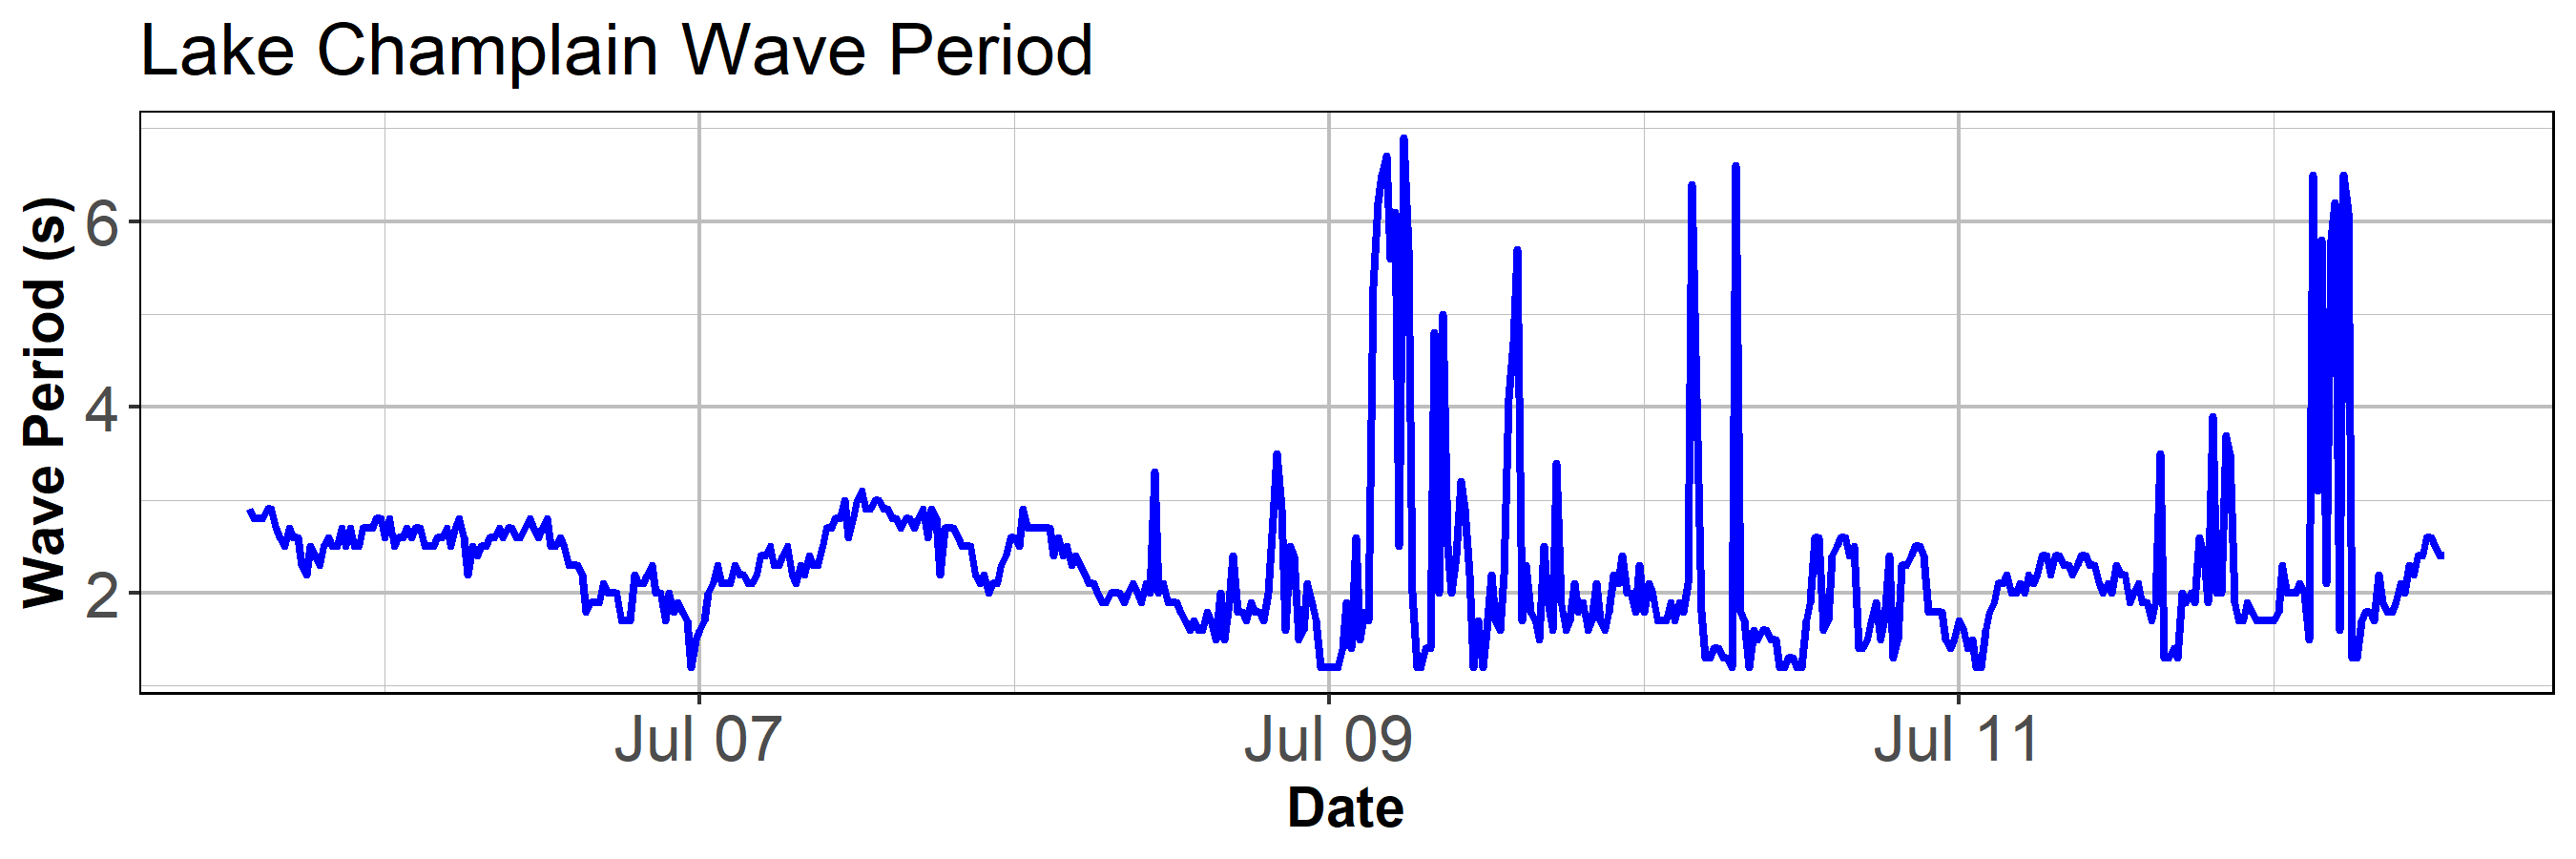 Lake Champlain Wave Period
Wave Period (s)
6
4
2
Jul 07 Jul 09 Jul 11
Date